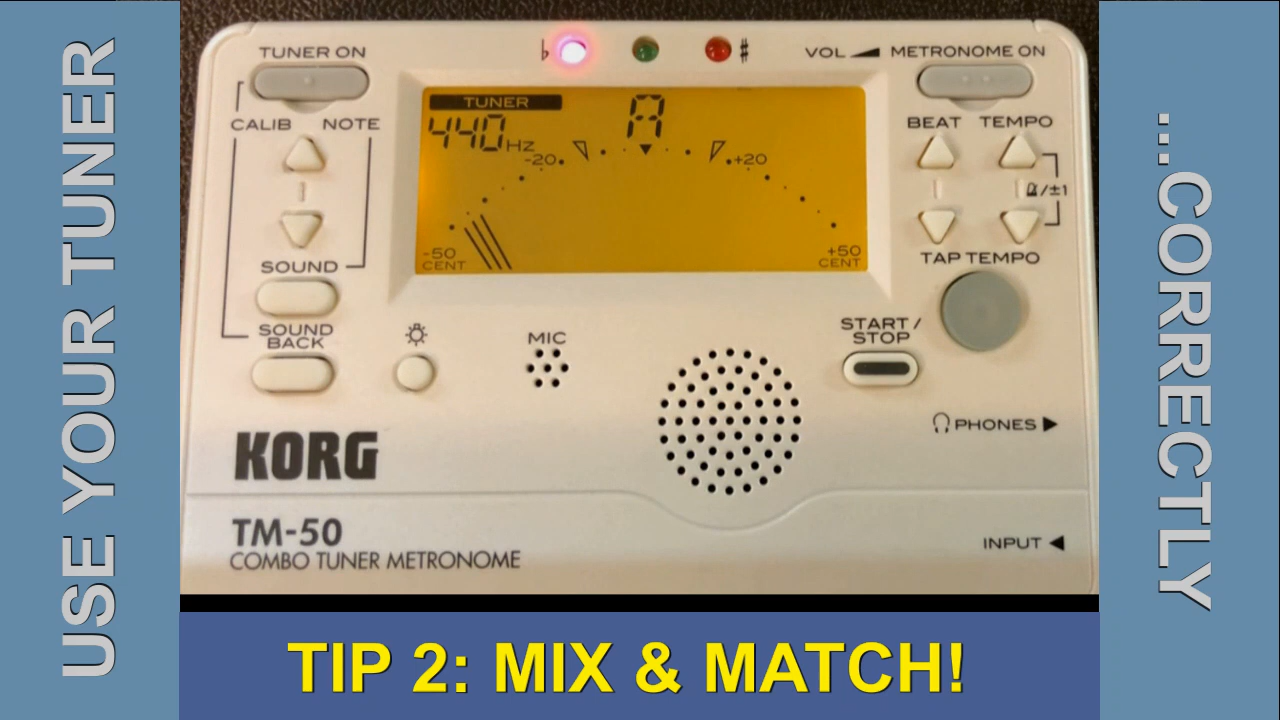 USE YOUR TUNER
TUNER ON
♭
♯
VOL
METRONOME ON
CALIB NOTE
TUNER
440Hz
A
-20
+20
-50
CENT
+50
CENT
BEAT TEMPO
/±1
TAP TEMPO
SOUND
SOUND
BACK
MIC
START/
STOP
PHONES ▶
KORG
TM-50
COMBO TUNER METRONOME
INPUT ◀
...CORRECTLY
TIP 2: MIX & MATCH!